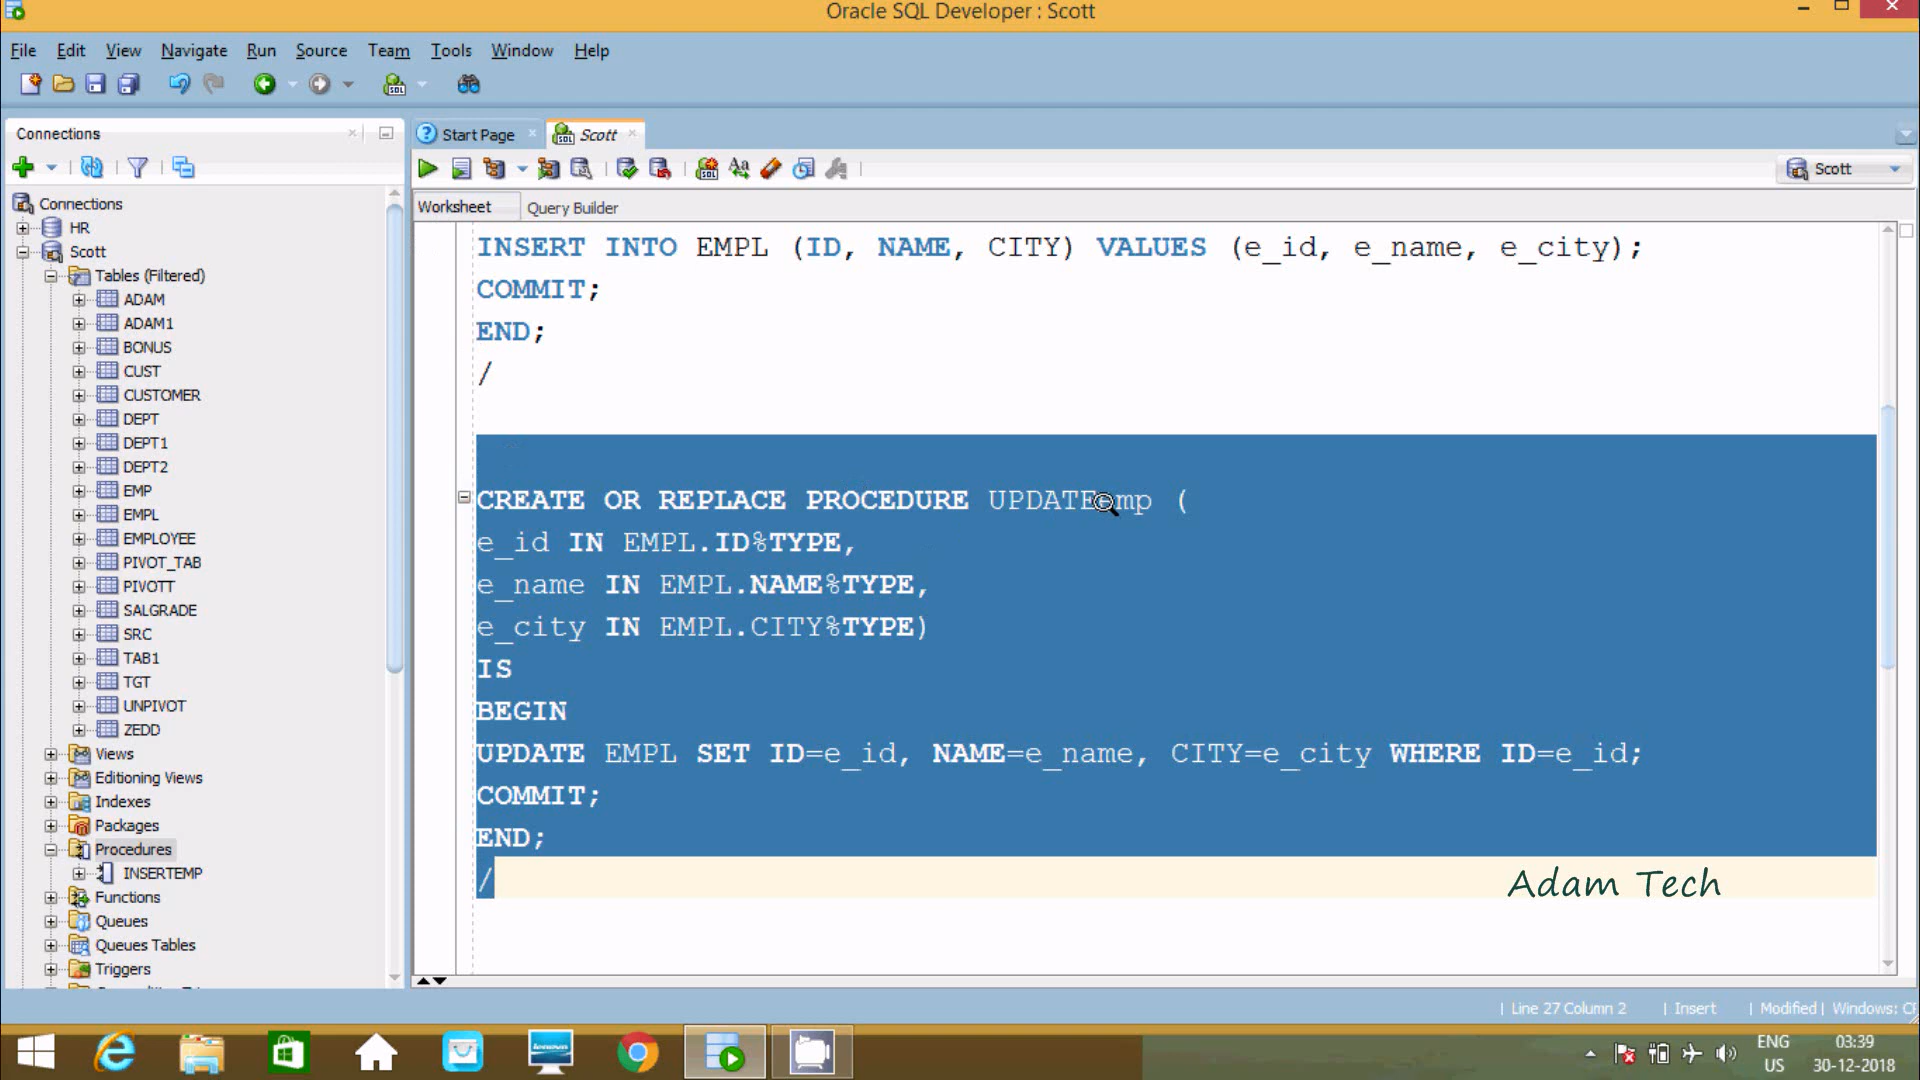 Oracle SQL Developer : Scott
File Edit View Navigate Run Source Team Tools Window Help
Connections
Start Page
Scott
Scott
Worksheet
Query Builder
Connections
HR
Scott
Tables (Filtered)
ADAM
ADAM1
BONUS
CUST
CUSTOMER
DEPT
DEPT1
DEPT2
EMP
EMPL
EMPLOYEE
PIVOT_TAB
PIVOTT
SALGRADE
SRC
TAB1
TGT
UNPIVOT
ZEDD
Views
Editioning Views
Indexes
Packages
Procedures
INSERTEMP
Functions
Queues
Queues Tables
Triggers
INSERT INTO EMPL (ID, NAME, CITY) VALUES (e_id, e_name, e_city);
COMMIT;
END;
/
CREATE OR REPLACE PROCEDURE UPDATEemp (
e_id IN EMPL.ID%TYPE,
e_name IN EMPL.NAME%TYPE,
e_city IN EMPL.CITY%TYPE)
IS
BEGIN
UPDATE EMPL SET ID=e_id, NAME=e_name, CITY=e_city WHERE ID=e_id;
COMMIT;
END;
/
Adam Tech
| Line 27 Column 2 | Insert | Modified | Windows:
ENG
US
03:39
30-12-2018